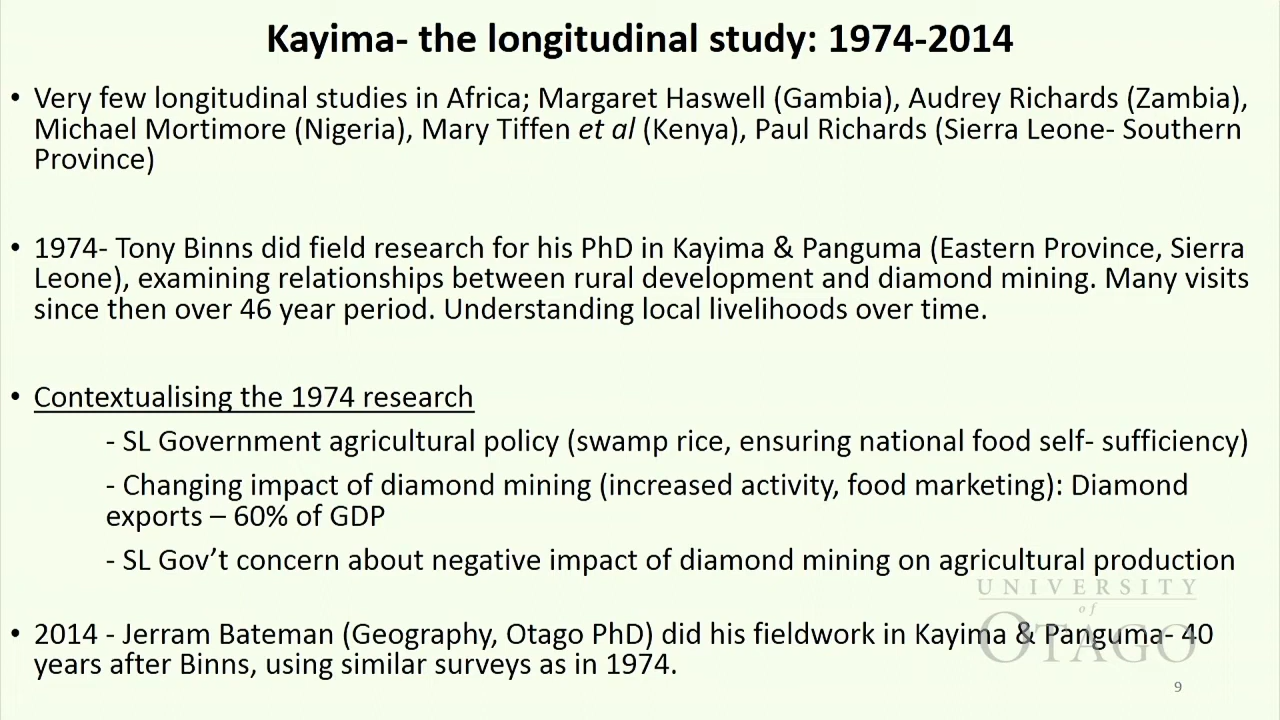 Kayima- the longitudinal study: 1974-2014
• Very few longitudinal studies in Africa; Margaret Haswell (Gambia), Audrey Richards (Zambia),
Michael Mortimore (Nigeria), Mary Tiffen et al (Kenya), Paul Richards (Sierra Leone- Southern
Province)
• 1974- Tony Binns did field research for his PhD in Kayima & Panguma (Eastern Province, Sierra
Leone), examining relationships between rural development and diamond mining. Many visits
since then over 46 year period. Understanding local livelihoods over time.
• Contextualising the 1974 research
- SL Government agricultural policy (swamp rice, ensuring national food self- sufficiency)
- Changing impact of diamond mining (increased activity, food marketing): Diamond
exports – 60% of GDP
- SL Gov’t concern about negative impact of diamond mining on agricultural production
• 2014 - Jerram Bateman (Geography, Otago PhD) did his fieldwork in Kayima & Panguma- 40
years after Binns, using similar surveys as in 1974.
UNIVERSITY
of
OTAGO
9